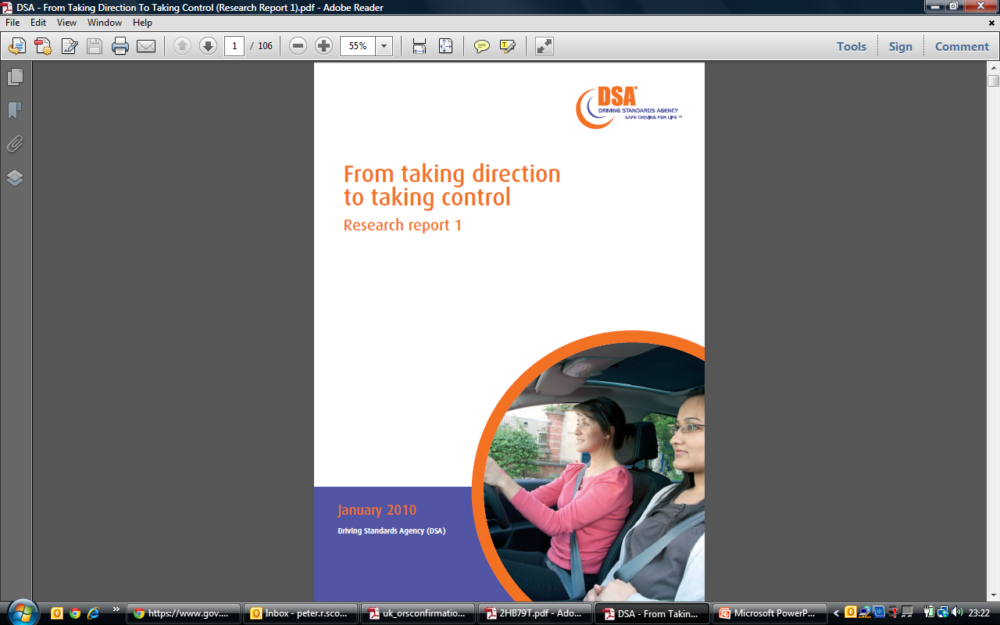 DSA - From Taking Direction To Taking Control (Research Report 1).pdf - Adobe Reader
File Edit View Window Help
1 / 106 55% Tools Sign Comment
DSA®
DRIVING STANDARDS AGENCY
SAFE DRIVING FOR LIFE™
From taking direction
to taking control
Research report 1
January 2010
Driving Standards Agency (DSA)
https://www.gov.... Inbox - peter.r.sco... uk_orsconfirmatio... 2HB79T.pdf - Ado... DSA - From Takin... Microsoft PowerP... 23:22